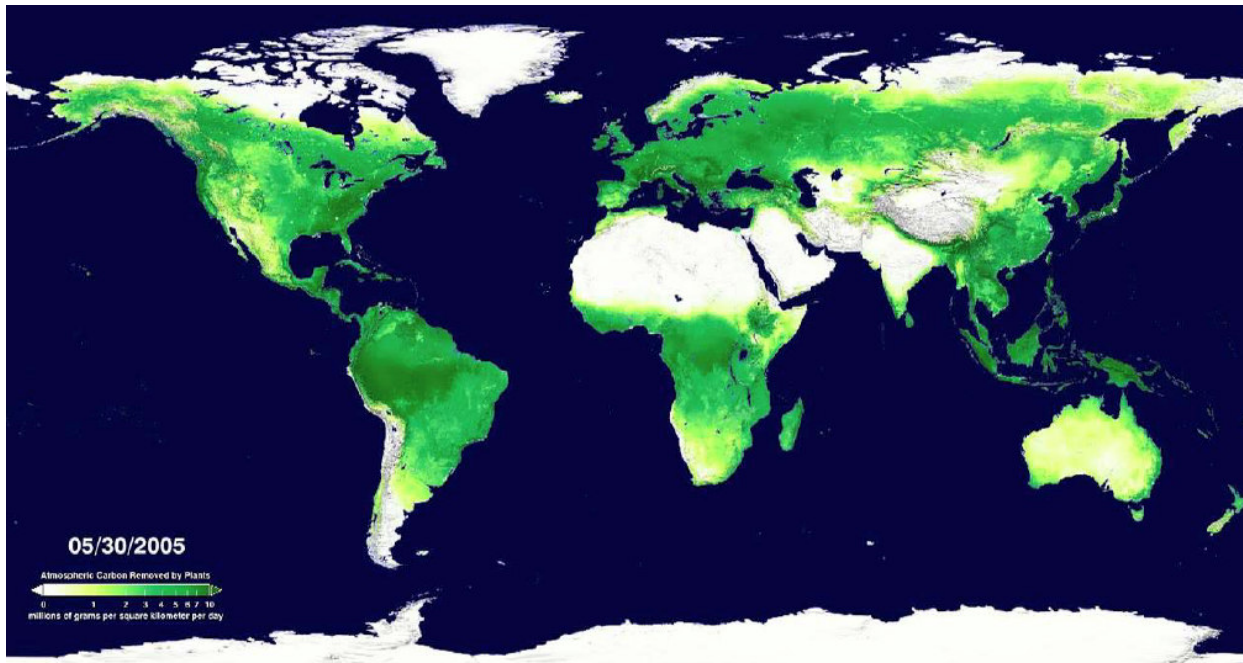 05/30/2005
Atmospheric Carbon Removed by Plants
0 1 2 3 4 5 6 7 10
millions of grams per square kilometer per day